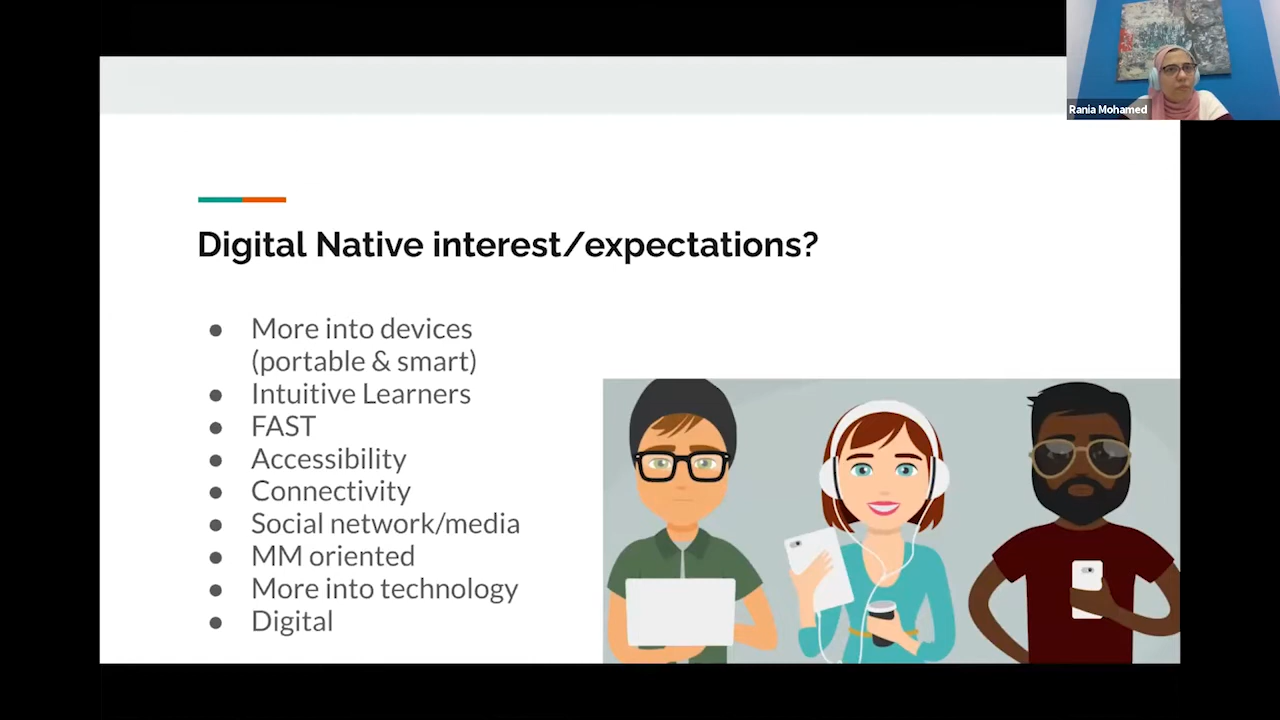 Rania Mohamed
Digital Native interest/expectations?
● More into devices
(portable & smart)
● Intuitive Learners
● FAST
● Accessibility
● Connectivity
● Social network/media
● MM oriented
● More into technology
● Digital